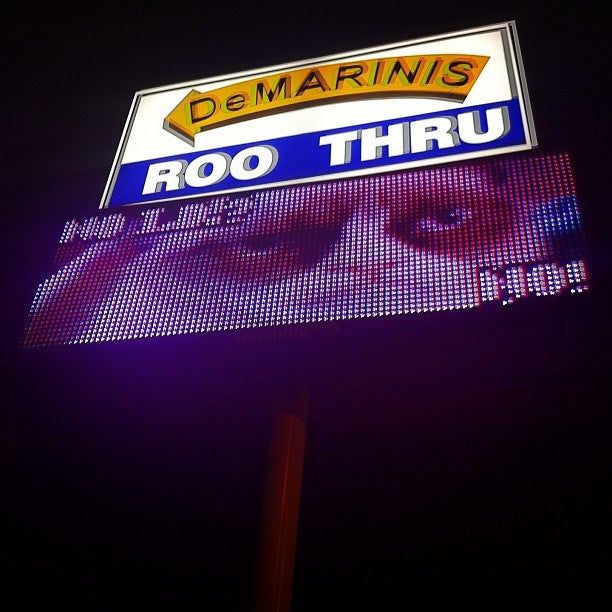 DeMARINIS
ROO THRU
NO LIE
NO!